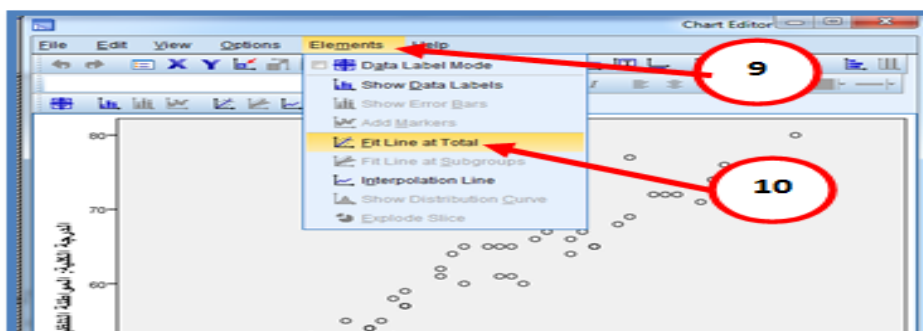 Chart Editor
File Edit View Options Elements Help
Data Label Mode
Show Data Labels
Show Error Bars
Add Markers
Fit Line at Total
Fit Line at Subgroups
Interpolation Line
Show Distribution Curve
Explode Slice
9
10
80
70
60
الدرجة الكلية